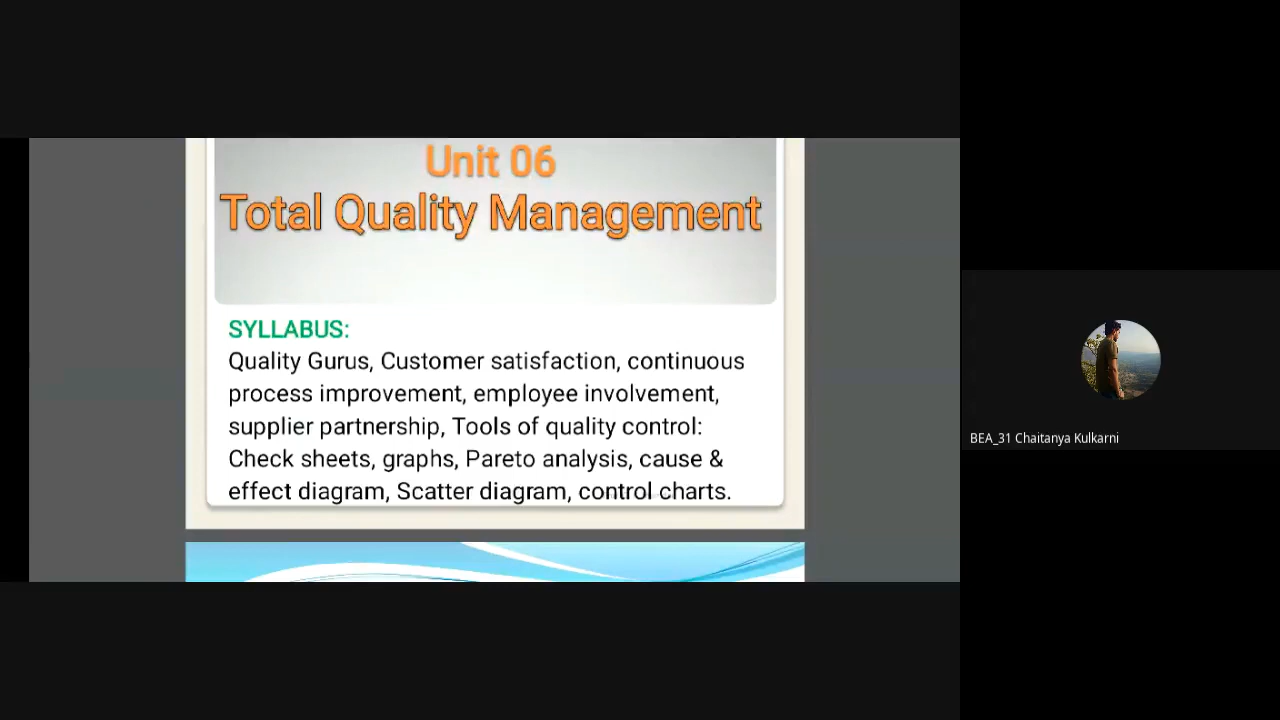 Unit 06
Total Quality Management
SYLLABUS:
Quality Gurus, Customer satisfaction, continuous
process improvement, employee involvement,
supplier partnership, Tools of quality control:
Check sheets, graphs, Pareto analysis, cause &
effect diagram, Scatter diagram, control charts.
BEA_31 Chaitanya Kulkarni